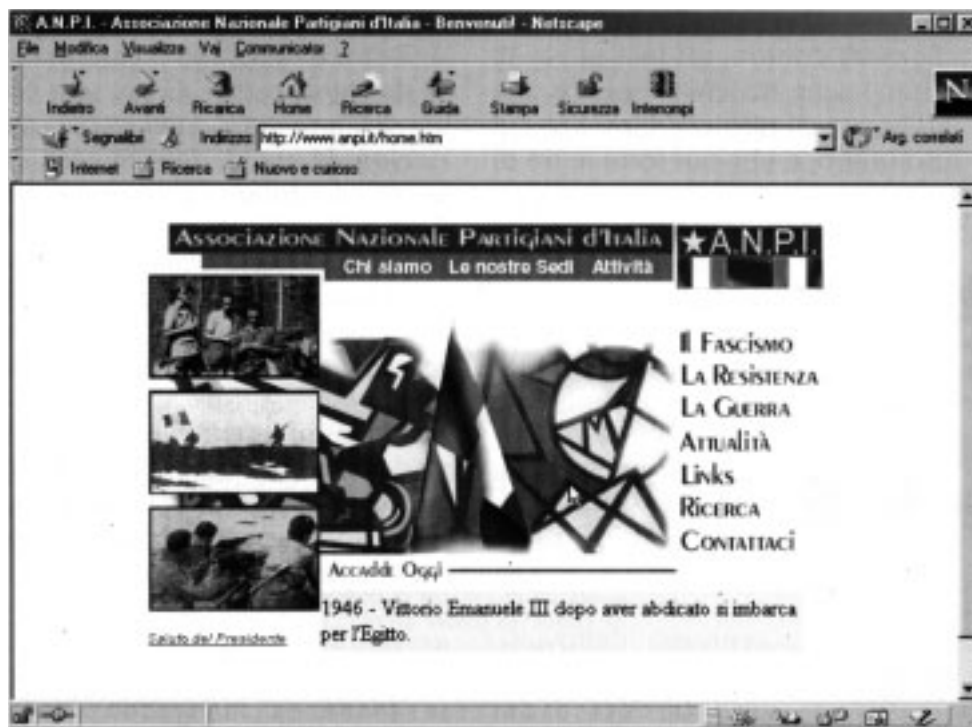 A.N.P.I. - Associazione Nazionale Partigiani d'Italia - Benvenuti! - Netscape
File Modifica Visualizza Vai Communicator ?
Indietro Avanti Ricarica Home Ricerca Guida Stampa Sicurezza Interrompi
N
Segnalibri Indirizzo http://www.anpi.it/home.htm Arg. correlati
Internet Ricerca Nuovo e curioso
Associazione Nazionale Partigiani d'Italia
★A.N.P.I.
Chi siamo Le nostre Sedi Attività
Il Fascismo
La Resistenza
La Guerra
Attualità
Links
Ricerca
Contattaci
Accadde Oggi
1946 - Vittorio Emanuele III dopo aver abdicato si imbarca
per l'Egitto.
Saluto del Presidente